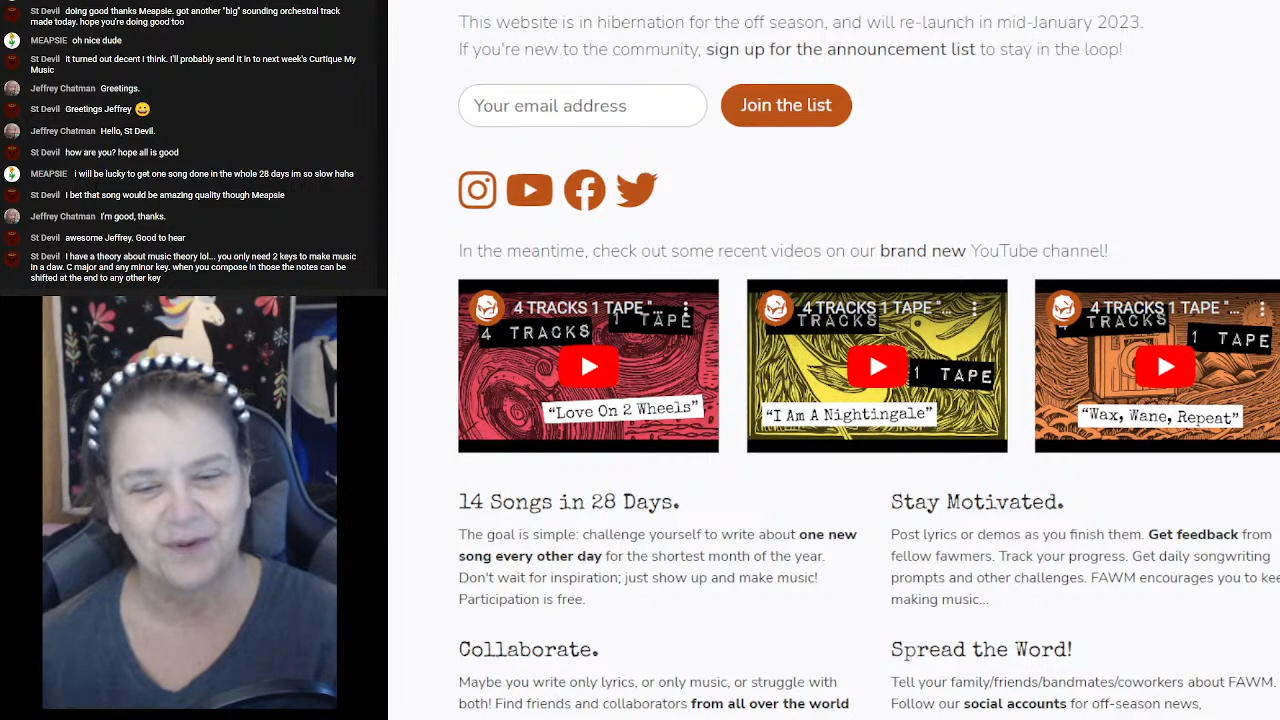 St Devil doing good thanks Meapsie. got another "big" sounding orchestral track
made today. hope you're doing good too
MEAPSIE oh nice dude
St Devil It turned out decent I think. I'll probably send it in to next week's Curtique My
Music
Jeffrey Chatman Greetings.
St Devil Greetings Jeffrey 😀
Jeffrey Chatman Hello, St Devil.
St Devil how are you? hope all is good
MEAPSIE I will be lucky to get one song done in the whole 28 days im so slow haha
St Devil I bet that song would be amazing quality though Meapsie
Jeffrey Chatman I'm good, thanks.
St Devil awesome Jeffrey. Good to hear
St Devil I have a theory about music theory lol... you only need 2 keys to make music
in a daw. C major and any minor key. when you compose in those the notes can be
shifted at the end to any other key
This website is in hibernation for the off season, and will re-launch in mid-January 2023.
If you're new to the community, sign up for the announcement list to stay in the loop!
Your email address
Join the list
In the meantime, check out some recent videos on our brand new YouTube channel!
4 TRACKS 1 TAPE "...
4 TRACKS 1 TAPE
"Love On 2 Wheels"
4 TRACKS 1 TAPE "...
TRACKS
1 TAPE
"I Am A Nightingale"
4 TRACKS 1 TAPE "...
4 TRACKS
1 TAPE
"Wax, Wane, Repeat"
14 Songs in 28 Days.
The goal is simple: challenge yourself to write about one new
song every other day for the shortest month of the year.
Don't wait for inspiration; just show up and make music!
Participation is free.
Stay Motivated.
Post lyrics or demos as you finish them. Get feedback from
fellow fawmers. Track your progress. Get daily songwriting
prompts and other challenges. FAWM encourages you to kee
making music...
Collaborate.
Maybe you write only lyrics, or only music, or struggle with
both! Find friends and collaborators from all over the world
Spread the Word!
Tell your family/friends/bandmates/coworkers about FAWM.
Follow our social accounts for off-season news,